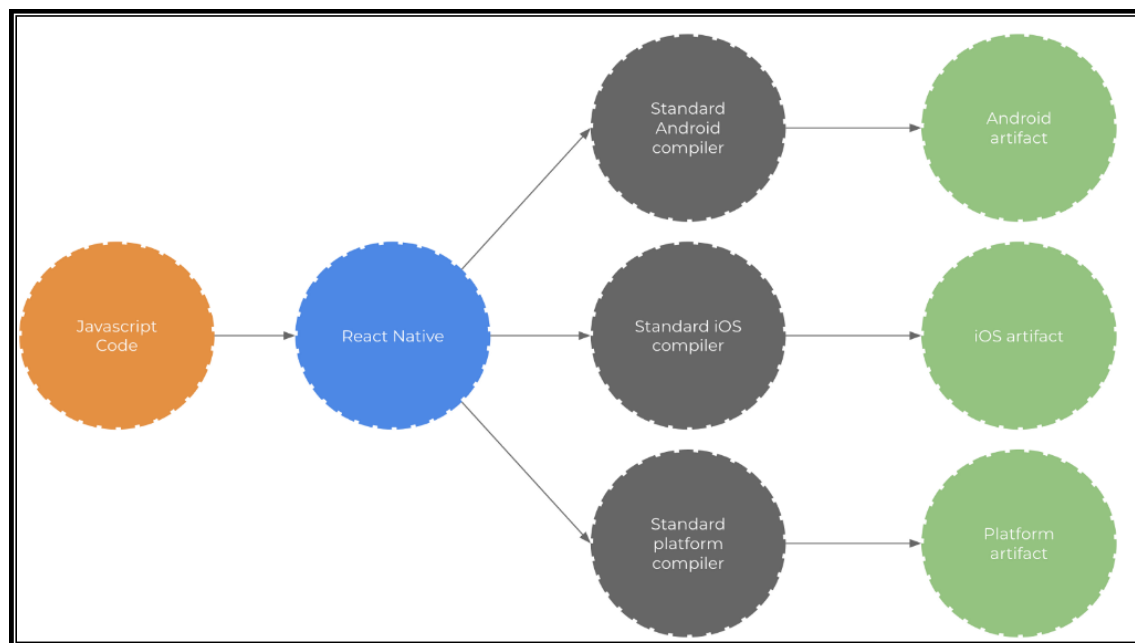 Javascript
Code
React Native
Standard
Android
compiler
Android
artifact
Standard iOS
compiler
iOS artifact
Standard
platform
compiler
Platform
artifact